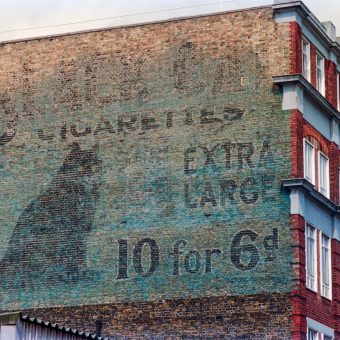 CIGARETTES
EXTRA
LARGE
10 for 6d